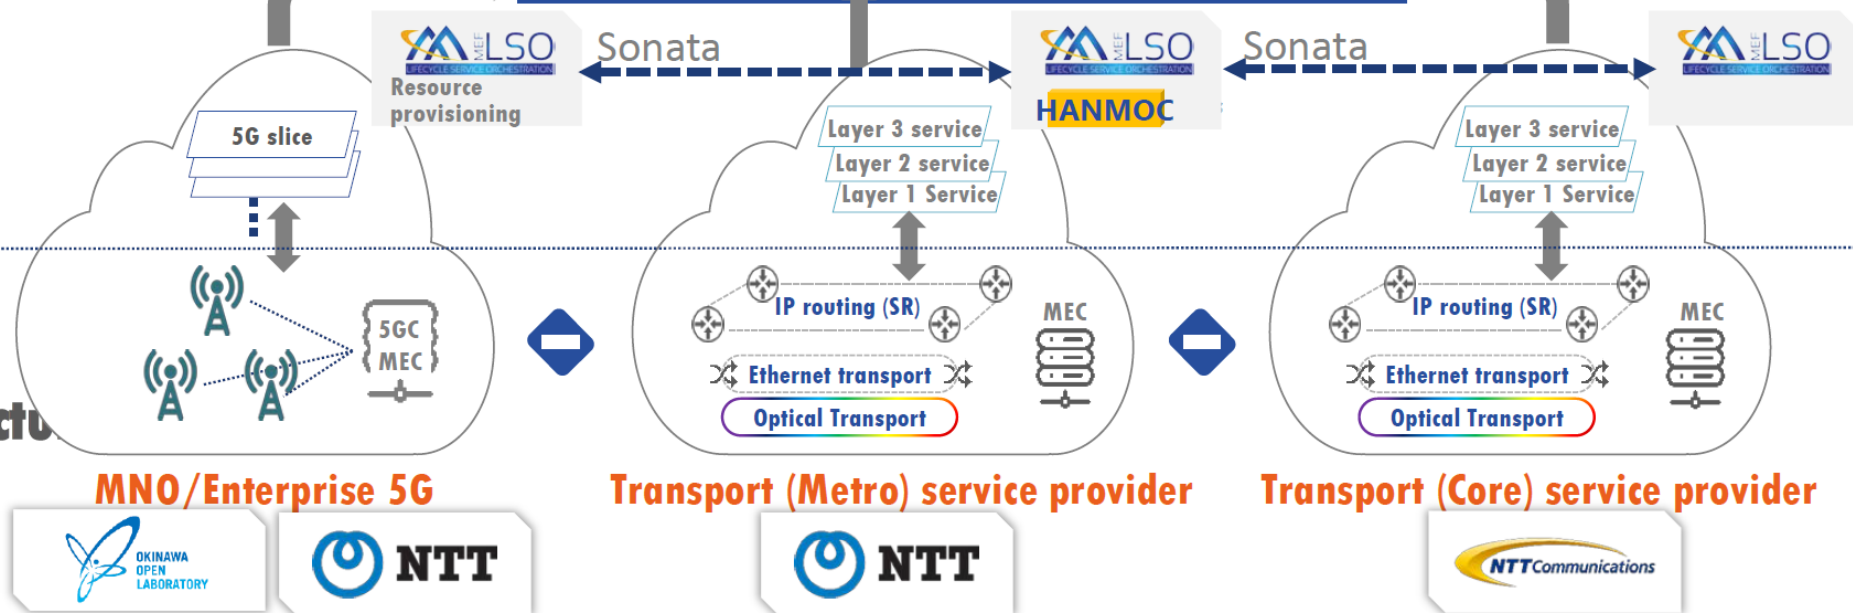 MEF LSO
LIFECYCLE SERVICE ORCHESTRATION
Resource
provisioning
Sonata
MEF LSO
LIFECYCLE SERVICE ORCHESTRATION
HANMOC
Sonata
MEF LSO
LIFECYCLE SERVICE ORCHESTRATION
5G slice
Layer 3 service
Layer 2 service
Layer 1 Service
Layer 3 service
Layer 2 service
Layer 1 Service
5GC
MEC
IP routing (SR)
MEC
Ethernet transport
Optical Transport
IP routing (SR)
MEC
Ethernet transport
Optical Transport
ctu
MNO/Enterprise 5G
Transport (Metro) service provider
Transport (Core) service provider
OKINAWA
OPEN
LABORATORY
NTT
NTT
NTT Communications